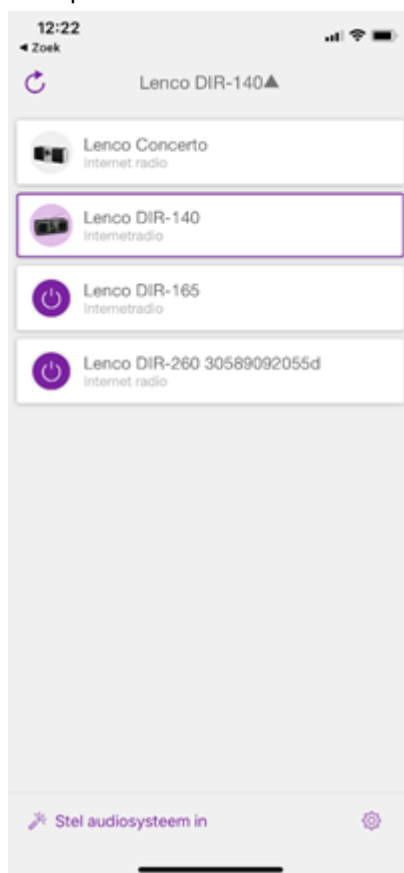 12:22
Zoek
Lenco DIR-140▲
Lenco Concerto
Internet radio
Lenco DIR-140
Internetradio
Lenco DIR-165
Internetradio
Lenco DIR-260 30589092055d
Internet radio
Stel audiosysteem in